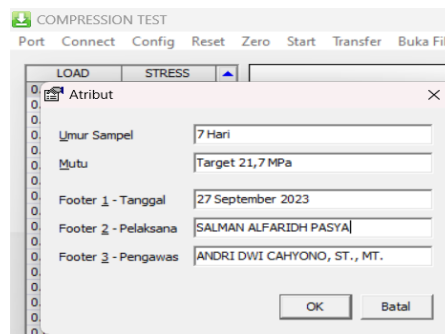 COMPRESSION TEST
Port Connect Config Reset Zero Start Transfer Buka Fi
LOAD STRESS
Atribut
Umur Sampel 7 Hari
Mutu Target 21,7 MPa
Footer 1 - Tanggal 27 September 2023
Footer 2 - Pelaksana SALMAN ALFARIDH PASYA
Footer 3 - Pengawas ANDRI DWI CAHYONO, ST., MT.
OK Batal